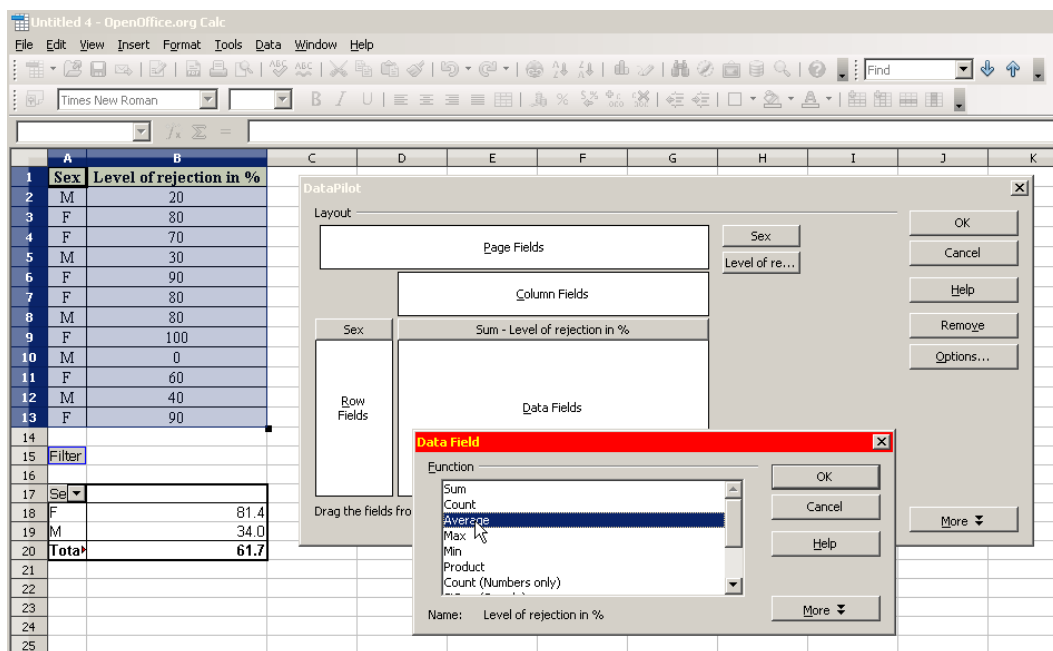 Untitled 4 - OpenOffice.org Calc
File Edit View Insert Format Tools Data Window Help
Find
Times New Roman
B I U
A B C D E F G H I J K
1 Sex Level of rejection in %
2 M 20
3 F 80
4 F 70
5 M 30
6 F 90
7 F 80
8 M 80
9 F 100
10 M 0
11 F 60
12 M 40
13 F 90
14
15 Filter
16
17 Se
18 F 81.4
19 M 34.0
20 Tota 61.7
21
22
23
24
25
DataPilot
Layout
Page Fields
Column Fields
Sex
Sum - Level of rejection in %
Row
Fields
Data Fields
Drag the fields fro
Sex
Level of re...
OK
Cancel
Help
Remove
Options...
More
Data Field
Function
Sum
Count
Average
Max
Min
Product
Count (Numbers only)
Name: Level of rejection in %
OK
Cancel
Help
More